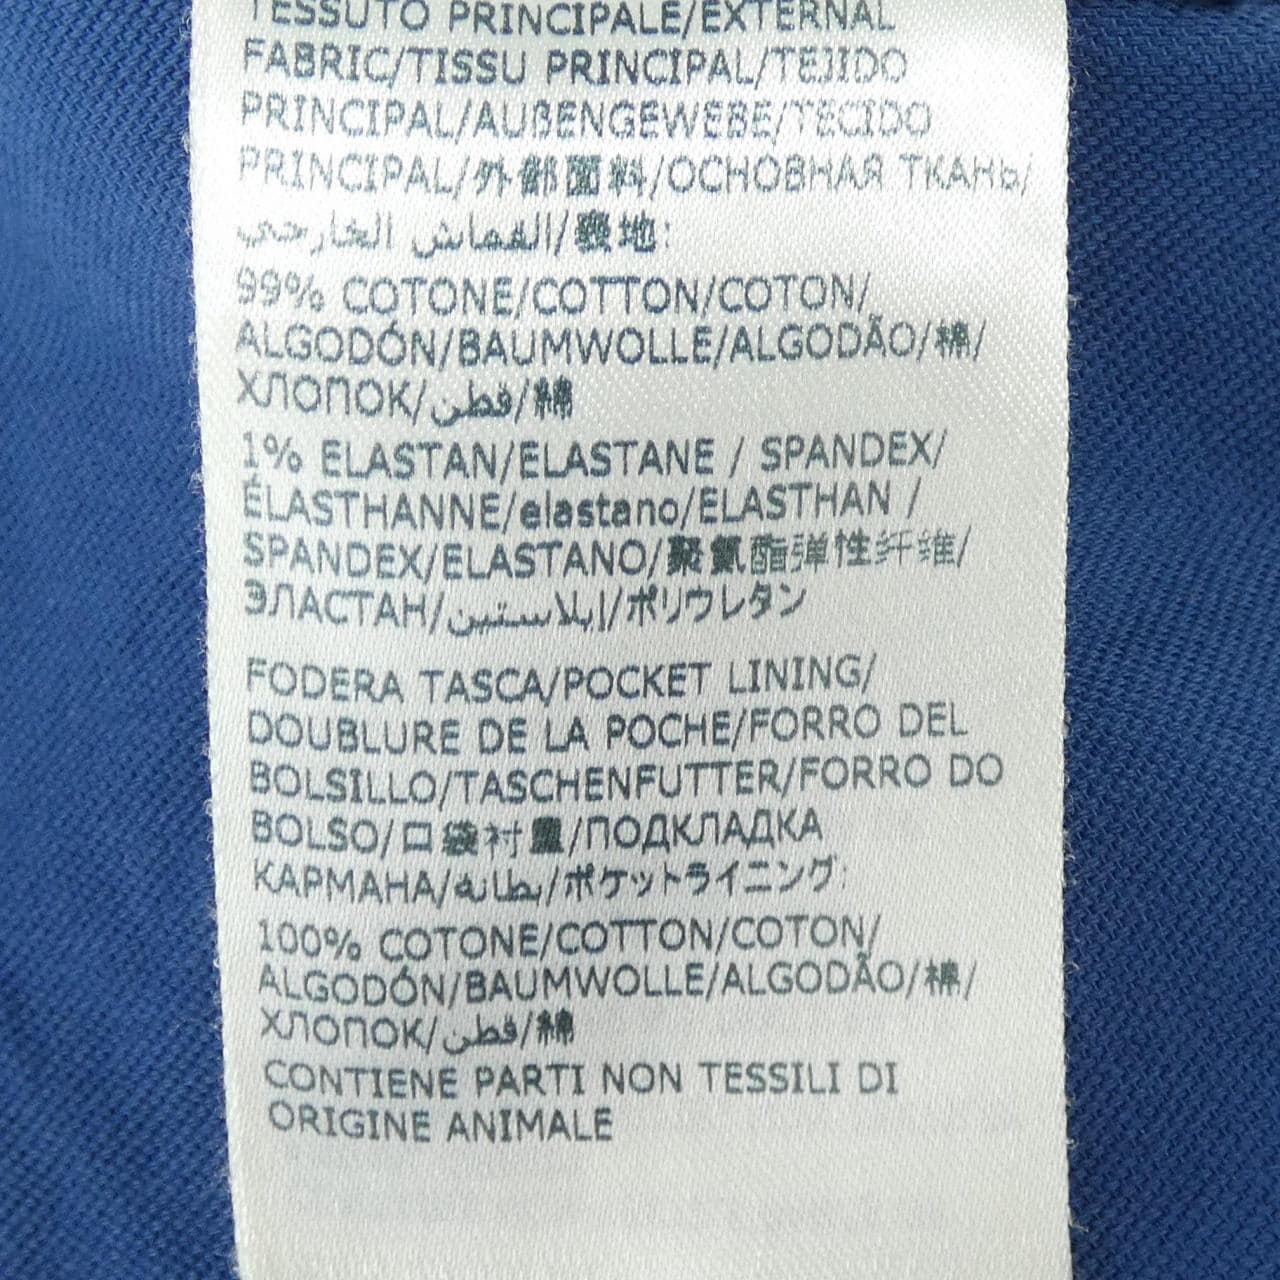 TESSUTO PRINCIPALE/EXTERNAL
FABRIC/TISSU PRINCIPAL/TEJIDO
PRINCIPAL/AUßENGEWEBE/TECIDO
PRINCIPAL/外部面料/ОСНОВНАЯ ТКАНЬ/
القماش الخارجي/表地:
99% COTONE/COTTON/COTON/
ALGODÓN/BAUMWOLLE/ALGODÃO/棉/
ХЛОПОК/قطن/綿
1% ELASTAN/ELASTANE / SPANDEX/
ÉLASTHANNE/elastano/ELASTHAN /
SPANDEX/ELASTANO/聚氨酯弹性纤维/
ЭЛАСТАН/إيلاستين/ポリウレタン
FODERA TASCA/POCKET LINING/
DOUBLURE DE LA POCHE/FORRO DEL
BOLSILLO/TASCHENFUTTER/FORRO DO
BOLSO/口袋衬里/ПОДКЛАДКА
КАРМАНА/بطانة/ポケットライニング:
100% COTONE/COTTON/COTON/
ALGODÓN/BAUMWOLLE/ALGODÃO/棉/
ХЛОПОК/قطن/綿
CONTIENE PARTI NON TESSILI DI
ORIGINE ANIMALE